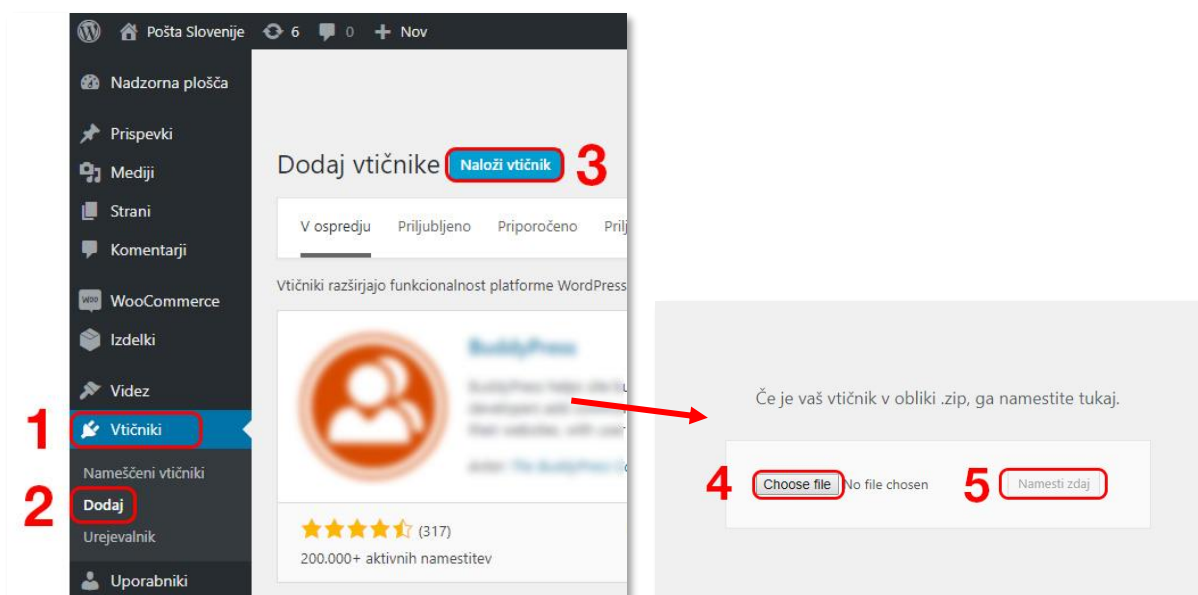 Pošta Slovenije 6 0 + Nov
Nadzorna plošča
Prispevki
Mediji
Strani
Komentarji
WOO WooCommerce
Izdelki
Videz
1 Vtičniki
Nameščeni vtičniki
2 Dodaj
Urejevalnik
Uporabniki
Dodaj vtičnike Naloži vtičnik 3
V ospredju Priljubljeno Priporočeno Prilj
Vtičniki razširjajo funkcionalnost platforme WordPress
BuddyPress
(317)
200.000+ aktivnih namestitev
Če je vaš vtičnik v obliki .zip, ga namestite tukaj.
4 Choose file No file chosen 5 Namesti zdaj